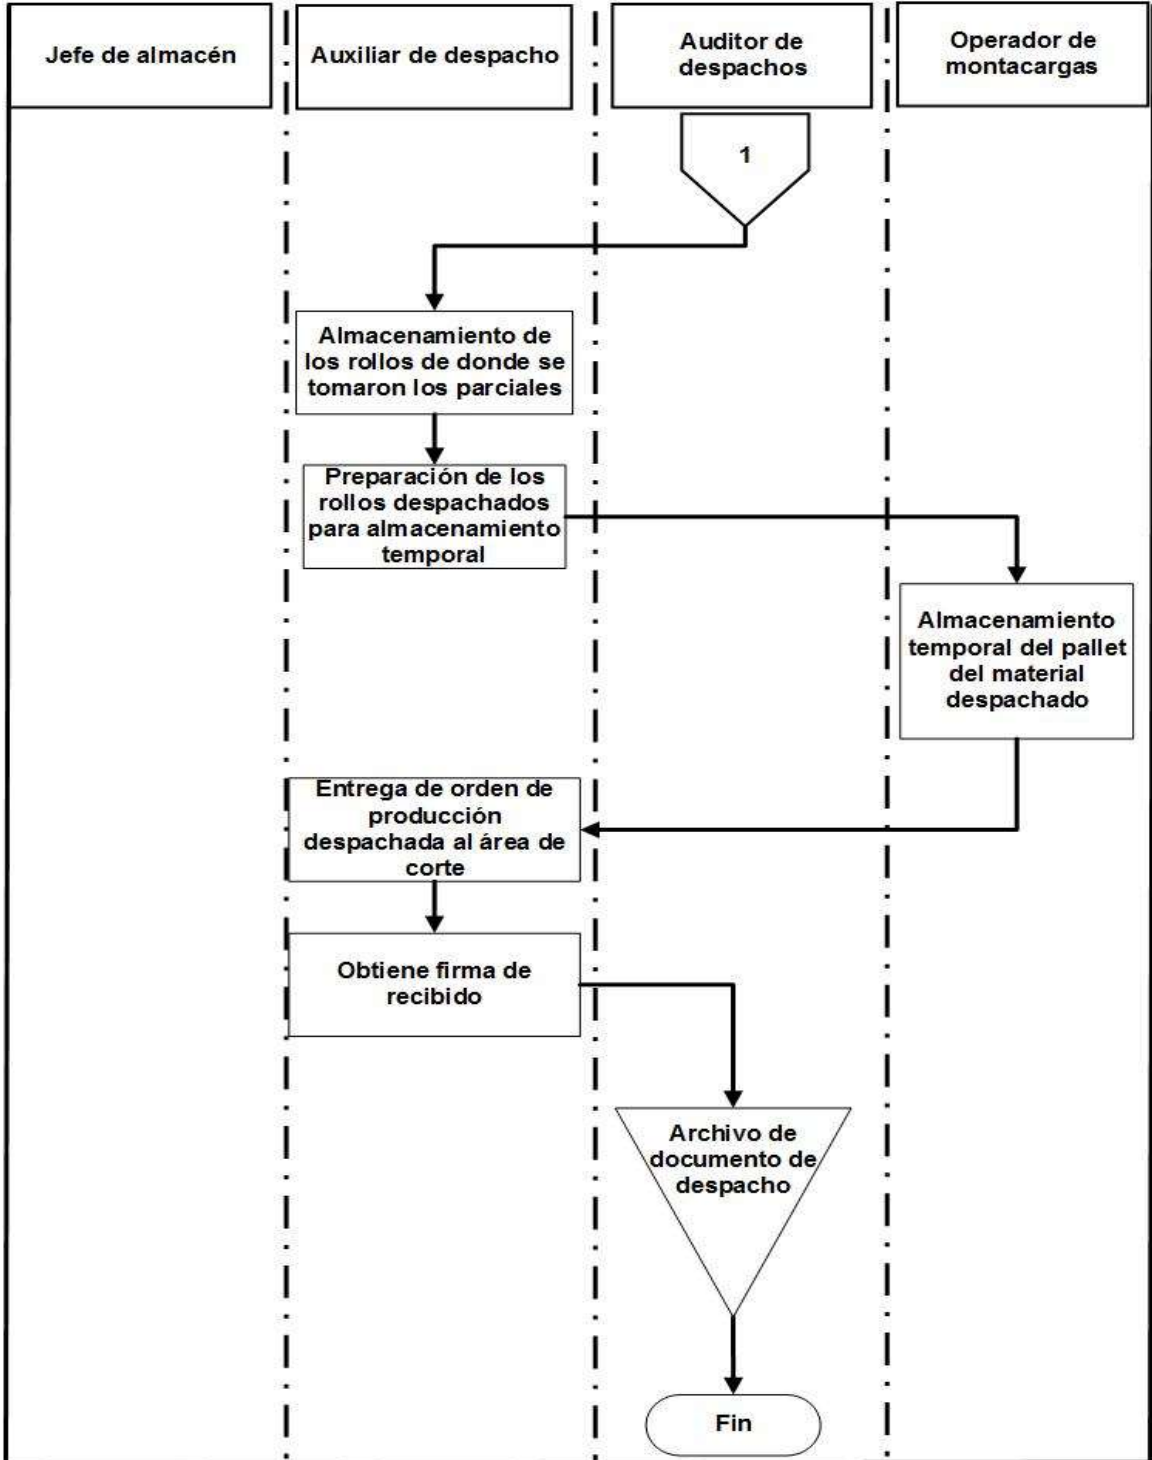 Jefe de almacén
Auxiliar de despacho
Auditor de
despachos
Operador de
montacargas
1
Almacenamiento de
los rollos de donde se
tomaron los parciales
Preparación de los
rollos despachados
para almacenamiento
temporal
Almacenamiento
temporal del pallet
del material
despachado
Entrega de orden de
producción
despachada al área de
corte
Obtiene firma de
recibido
Archivo de
documento de
despacho
Fin